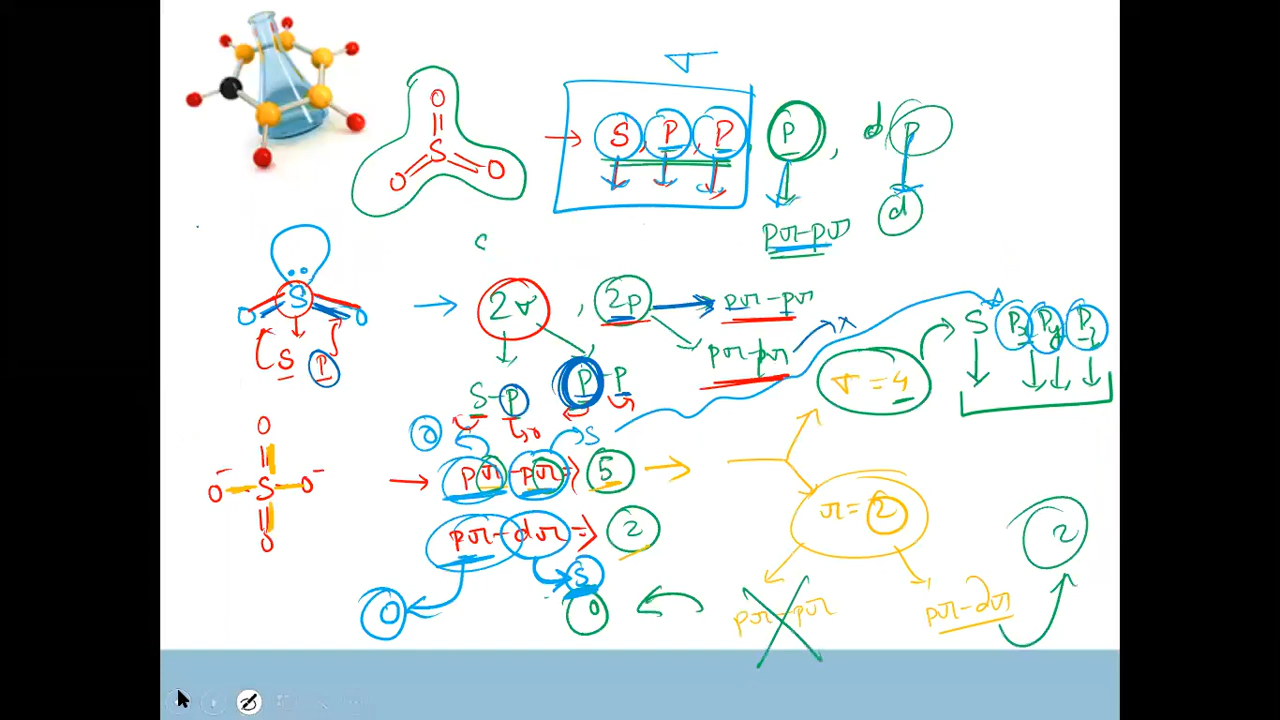 σ
O
S
O O
→ S, P, P, P, d P
d
pπ-pπ
S
O O
S P
→ 2σ, 2p → pπ-pπ
pπ-pπ x
S-P P-P
σ = 4
S Px Py Pz
O
O⁻ S O⁻
O
O S
→ pπ-pπ ⇒ 5 →
pπ-dπ ⇒ 2
S
O O
π = 2
pπ-pπ pπ-dπ
2